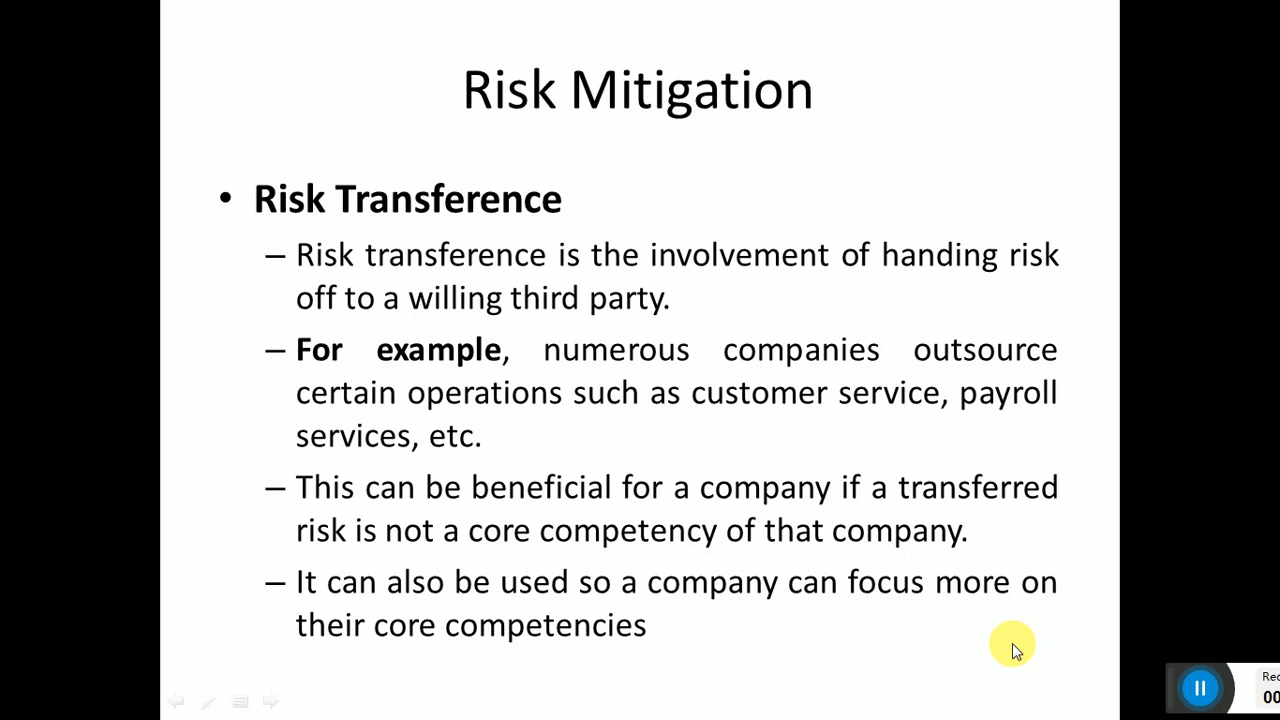 Risk Mitigation
• Risk Transference
– Risk transference is the involvement of handing risk
off to a willing third party.
– For example, numerous companies outsource
certain operations such as customer service, payroll
services, etc.
– This can be beneficial for a company if a transferred
risk is not a core competency of that company.
– It can also be used so a company can focus more on
their core competencies
Rec
00